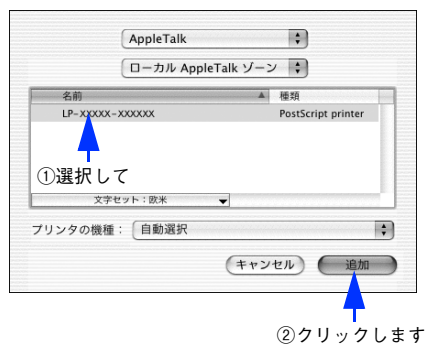 AppleTalk
ローカル AppleTalk ゾーン
名前 種類
LP-XXXXX-XXXXXX PostScript printer
①選択して
文字セット：欧米
プリンタの機種： 自動選択
キャンセル 追加
②クリックします